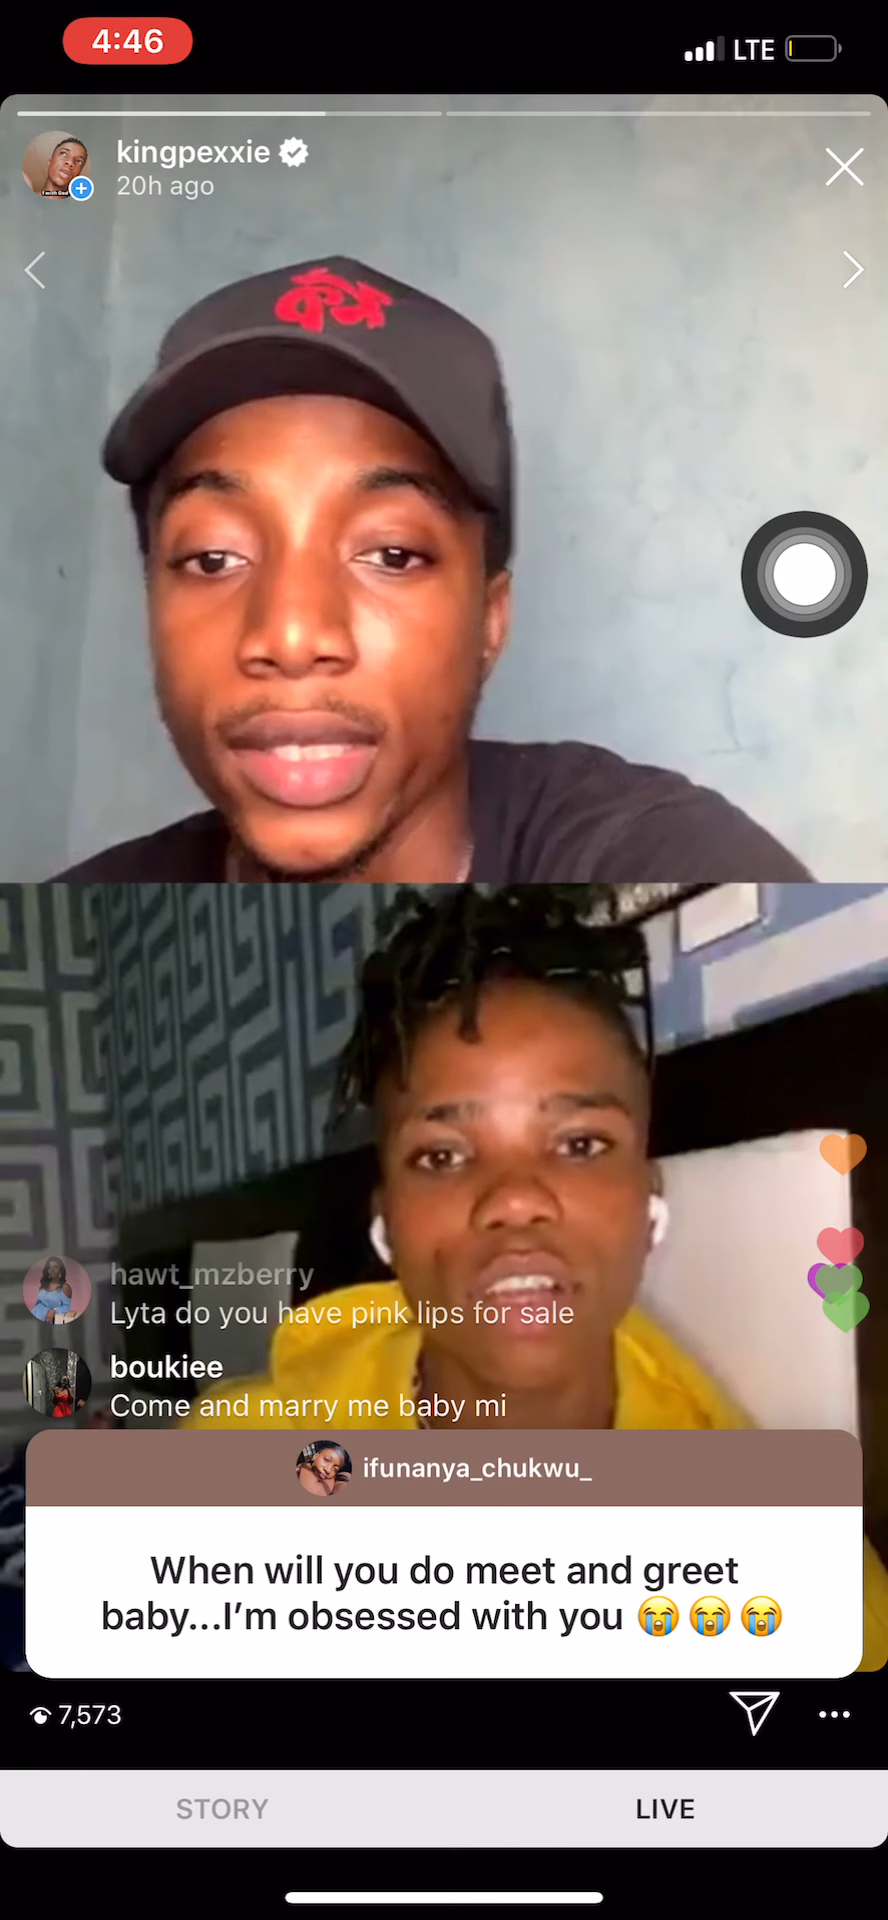 4:46
LTE
kingpexxie
20h ago
hawt_mzberry
Lyta do you have pink lips for sale
boukiee
Come and marry me baby mi
ifunanya_chukwu_
When will you do meet and greet
baby...I'm obsessed with you 😭😭😭
7,573
STORY
LIVE